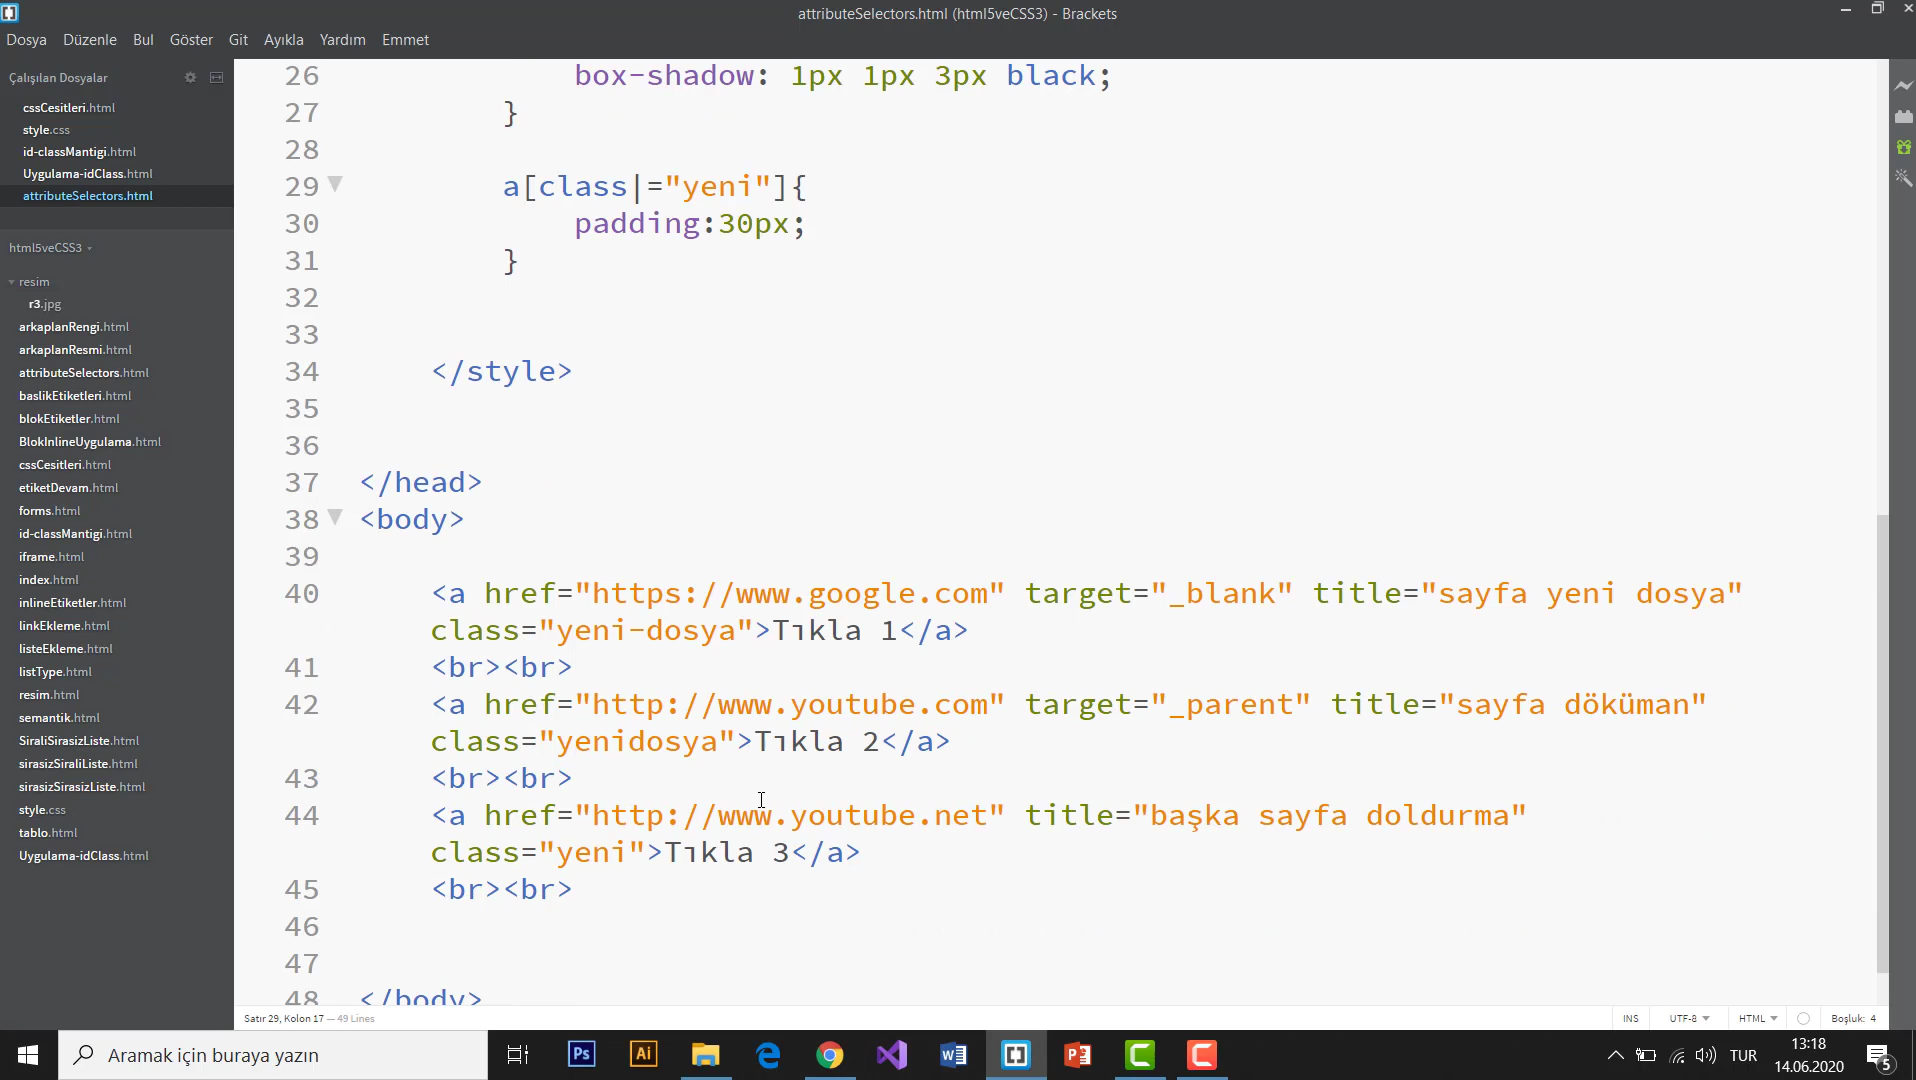 attributeSelectors.html (html5veCSS3) - Brackets
Dosya Düzenle Bul Göster Git Ayıkla Yardım Emmet
Çalışılan Dosyalar
cssCesitleri.html
style.css
id-classMantigi.html
Uygulama-idClass.html
attributeSelectors.html
html5veCSS3
resim
r3.jpg
arkaplanRengi.html
arkaplanResmi.html
attributeSelectors.html
baslikEtiketleri.html
blokEtiketler.html
BlokInlineUygulama.html
cssCesitleri.html
etiketDevam.html
forms.html
id-classMantigi.html
iframe.html
index.html
inlineEtiketler.html
linkEkleme.html
listeEkleme.html
listType.html
resim.html
semantik.html
SiraliSirasizListe.html
sirasizSiraliListe.html
sirasizSirasizListe.html
style.css
tablo.html
Uygulama-idClass.html
26 box-shadow: 1px 1px 3px black;
27 }
28
29 a[class|="yeni"]{
30 padding:30px;
31 }
32
33
34 </style>
35
36
37 </head>
38 <body>
39
40 <a href="https://www.google.com" target="_blank" title="sayfa yeni dosya"
class="yeni-dosya">Tıkla 1</a>
41 <br><br>
42 <a href="http://www.youtube.com" target="_parent" title="sayfa döküman"
class="yenidosya">Tıkla 2</a>
43 <br><br>
44 <a href="http://www.youtube.net" title="başka sayfa doldurma"
class="yeni">Tıkla 3</a>
45 <br><br>
46
47
48 </body>
Satır 29, Kolon 17 — 49 Lines
INS UTF-8 HTML Boşluk: 4
Aramak için buraya yazın
Ps
Ai
TUR
13:18
14.06.2020
5